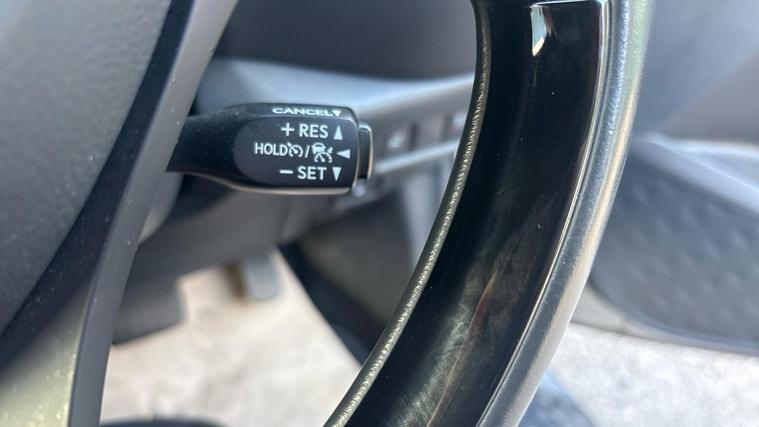 CANCEL▼
+ RES ▲
HOLD / ◄
− SET ▼